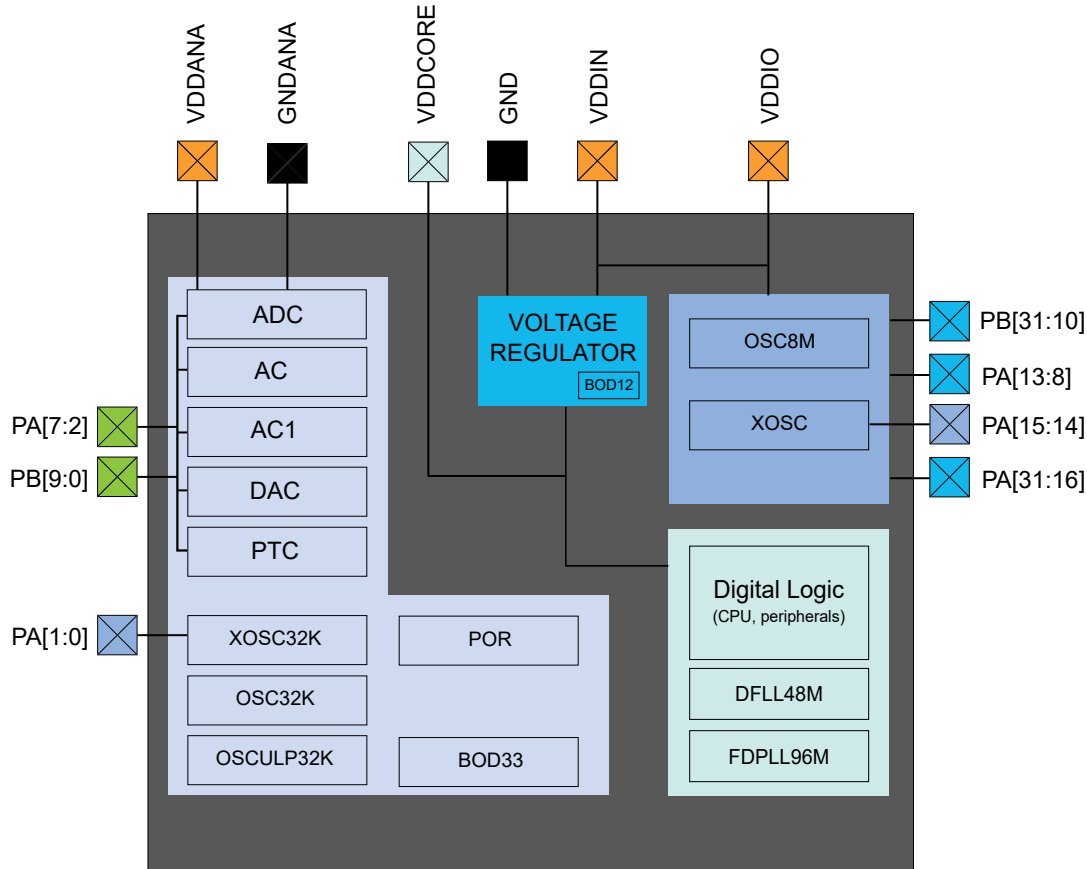 VDDANA
GNDANA
VDDCORE
GND
VDDIN
VDDIO
ADC
AC
AC1
DAC
PTC
XOSC32K
OSC32K
OSCULP32K
POR
BOD33
VOLTAGE
REGULATOR
BOD12
OSC8M
XOSC
Digital Logic
(CPU, peripherals)
DFLL48M
FDPLL96M
PA[7:2]
PB[9:0]
PA[1:0]
PB[31:10]
PA[13:8]
PA[15:14]
PA[31:16]